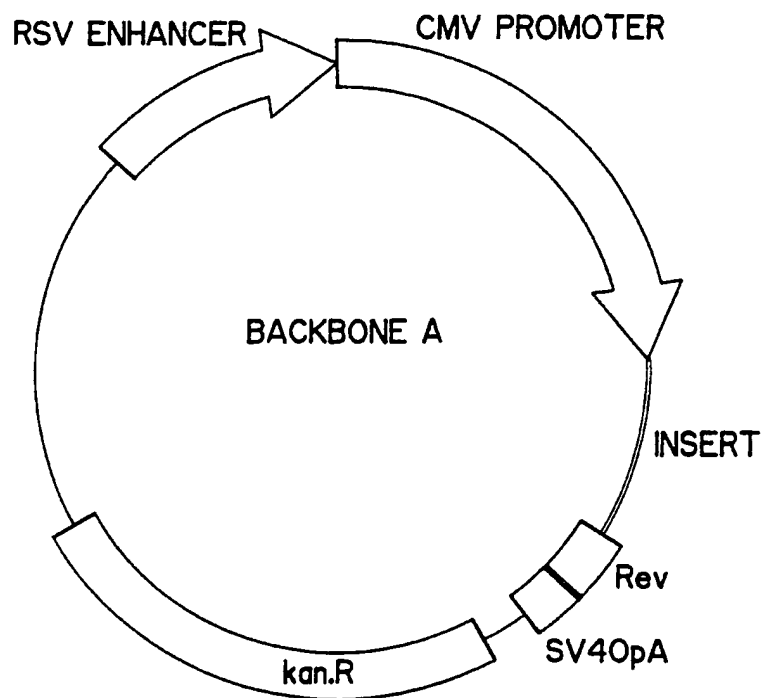 RSV ENHANCER
CMV PROMOTER
BACKBONE A
INSERT
Rev
SV40pA
kan.R